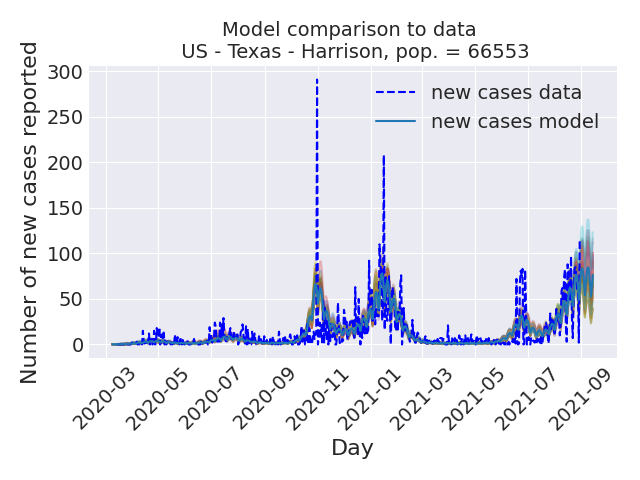 Model comparison to data
US - Texas - Harrison, pop. = 66553
Number of new cases reported
300
250
200
150
100
50
0
new cases data
new cases model
2020-03
2020-05
2020-07
2020-09
2020-11
2021-01
2021-03
2021-05
2021-07
2021-09
Day